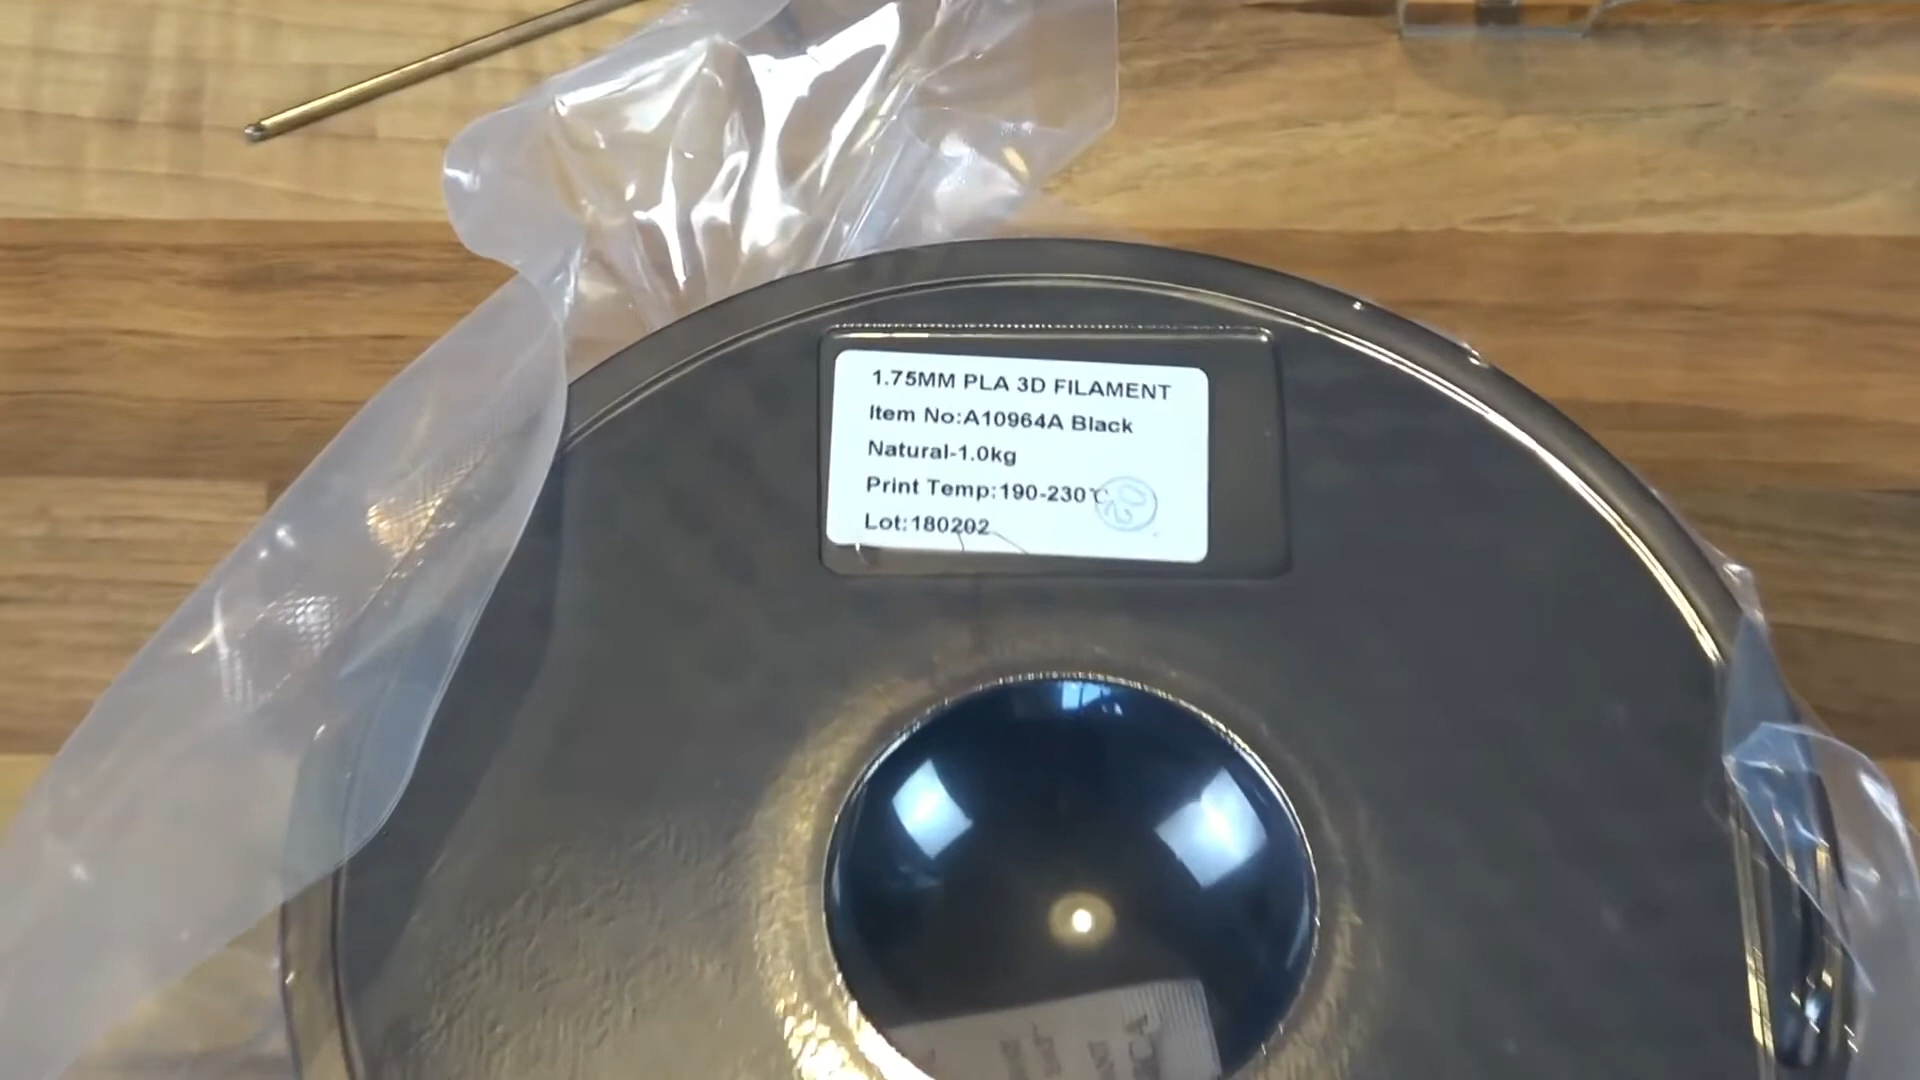 1.75MM PLA 3D FILAMENT
Item No:A10964A Black
Natural-1.0kg
Print Temp:190-230℃
Lot:180202